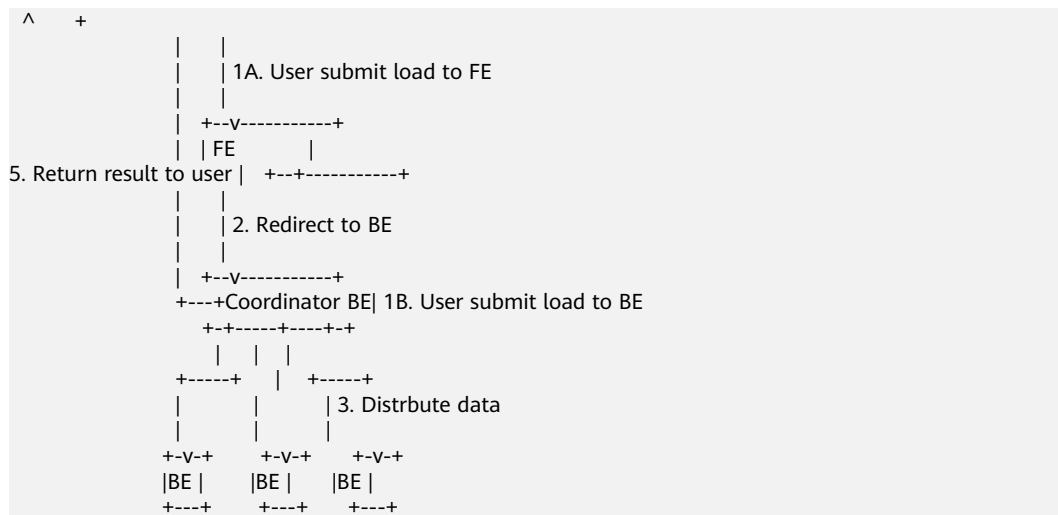 ^ +
| |
| | 1A. User submit load to FE
| |
| +--v-----------+
| | FE |
5. Return result to user | +--+-----------+
| |
| | 2. Redirect to BE
| |
| +--v-----------+
+---+Coordinator BE| 1B. User submit load to BE
+-+-----+----+-+
| | |
+-----+ | +-----+
| | | 3. Distrbute data
| | |
+-v-+ +-v-+ +-v-+
|BE | |BE | |BE |
+---+ +---+ +---+